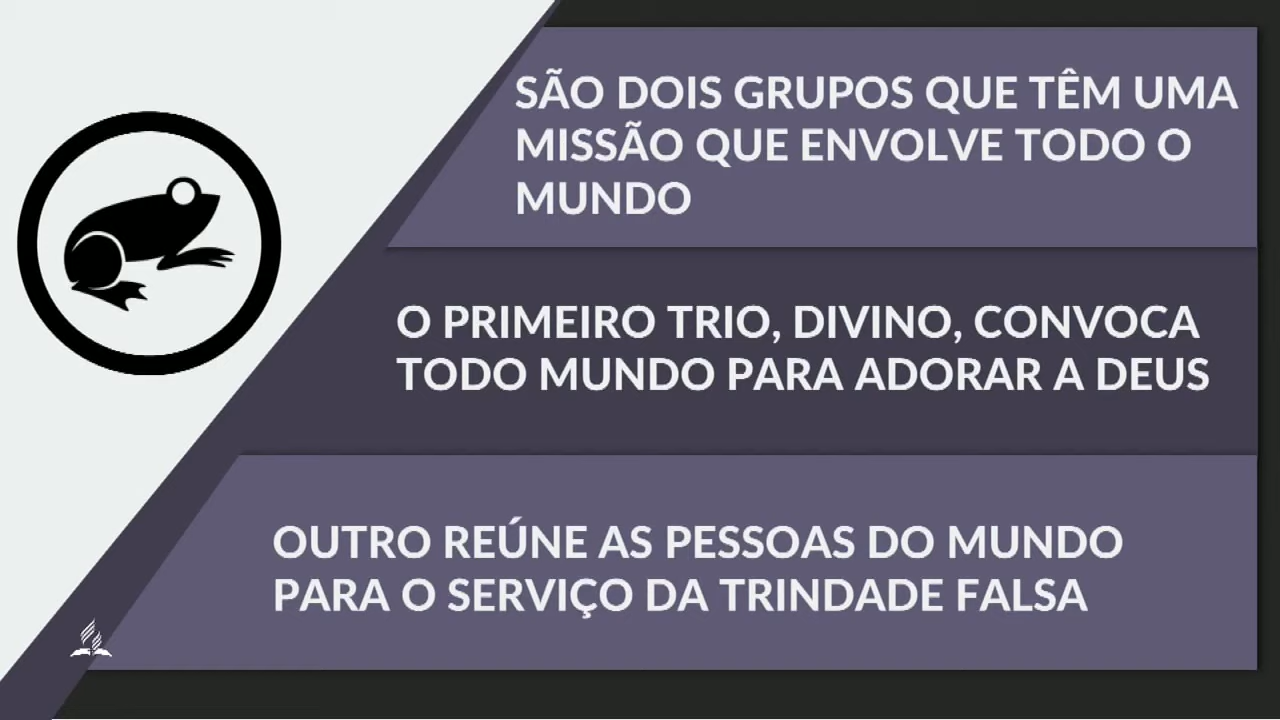 SÃO DOIS GRUPOS QUE TÊM UMA
MISSÃO QUE ENVOLVE TODO O
MUNDO
O PRIMEIRO TRIO, DIVINO, CONVOCA
TODO MUNDO PARA ADORAR A DEUS
OUTRO REÚNE AS PESSOAS DO MUNDO
PARA O SERVIÇO DA TRINDADE FALSA